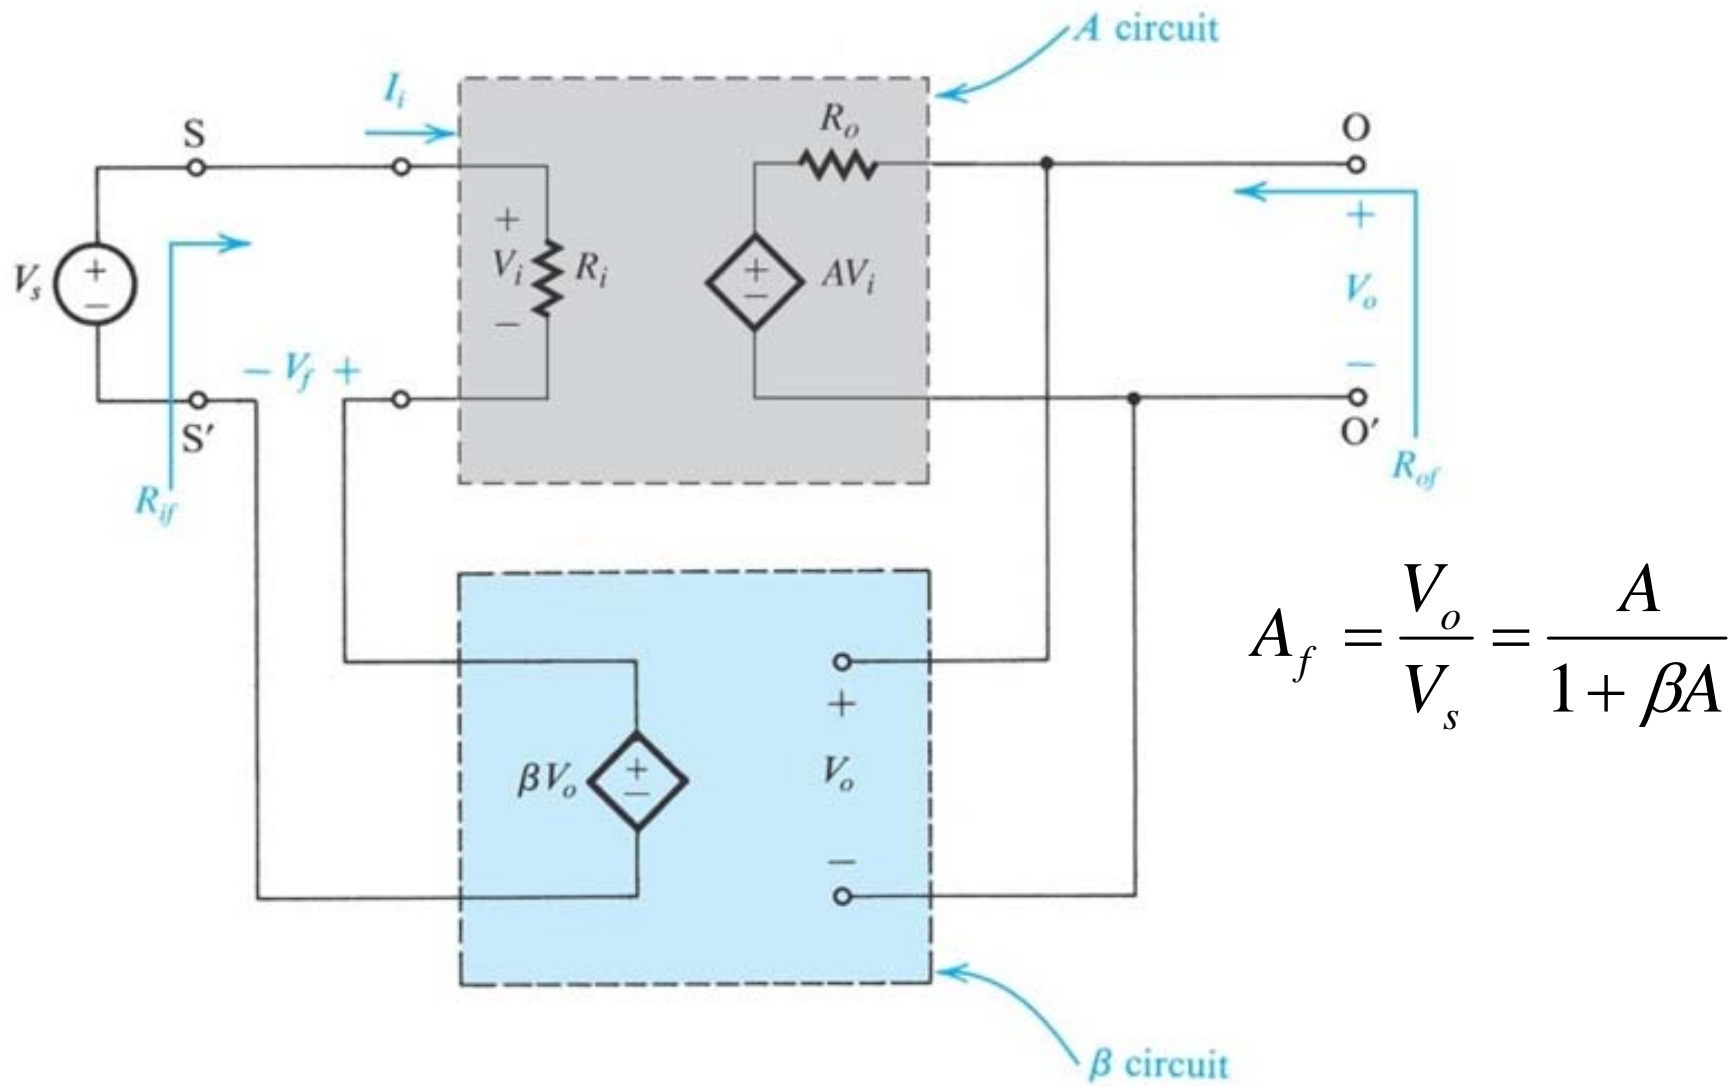 A circuit
I_i
R_o
S
O
+
V_i
−
R_i
+
−
AV_i
V_s
+
−
+
V_o
−
− V_f +
S′
O′
R_if
R_of
A_f = V_o / V_s = A / (1 + βA)
+
V_o
−
βV_o
+
−
β circuit